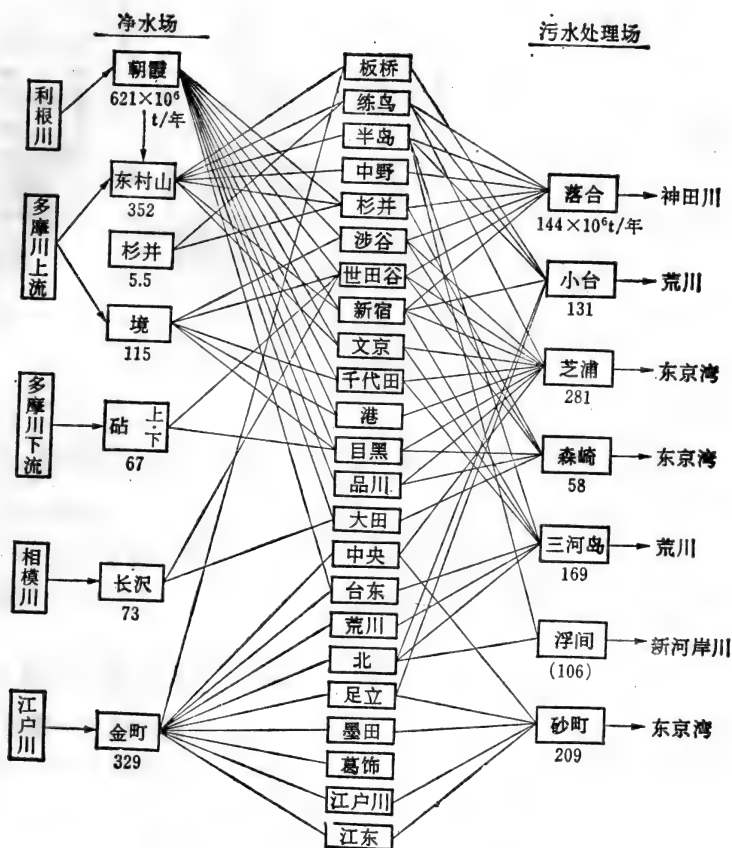 净水场
污水处理场
利根川
多摩川上流
多摩川下流
相模川
江户川
朝霞
621×10⁶
t/年
东村山
352
杉并
5.5
境
115
砧 上·下
67
长沢
73
金町
329
板桥
练鸟
半岛
中野
杉并
涉谷
世田谷
新宿
文京
千代田
港
目黑
品川
大田
中央
台东
荒川
北
足立
墨田
葛饰
江户川
江东
落合
144×10⁶t/年
小台
131
芝浦
281
森崎
58
三河岛
169
浮间
(106)
砂町
209
神田川
荒川
东京湾
东京湾
荒川
新河岸川
东京湾